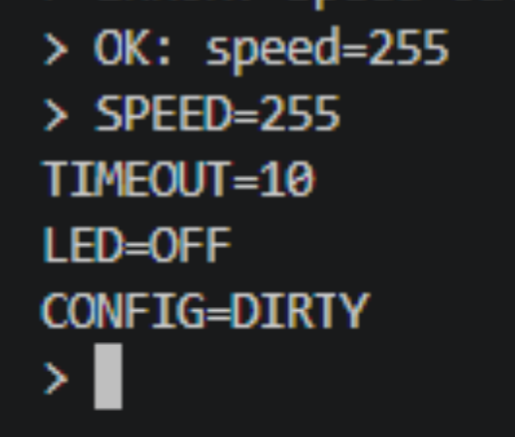 > OK: speed=255
> SPEED=255
TIMEOUT=10
LED=OFF
CONFIG=DIRTY
>